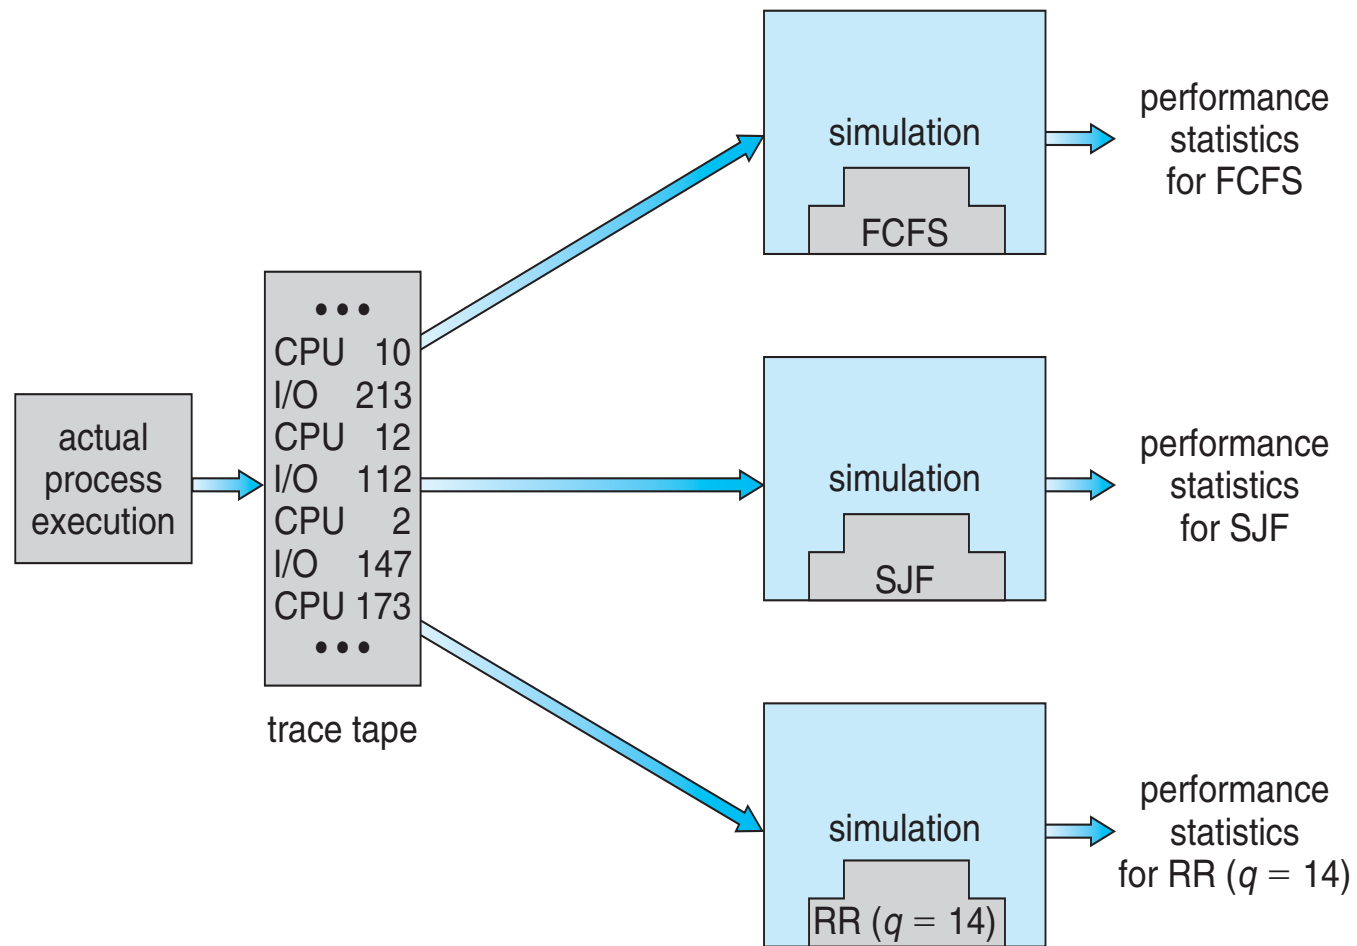 actual
process
execution
• • •
CPU 10
I/O 213
CPU 12
I/O 112
CPU 2
I/O 147
CPU 173
• • •
trace tape
simulation
FCFS
performance
statistics
for FCFS
simulation
SJF
performance
statistics
for SJF
simulation
RR (q = 14)
performance
statistics
for RR (q = 14)